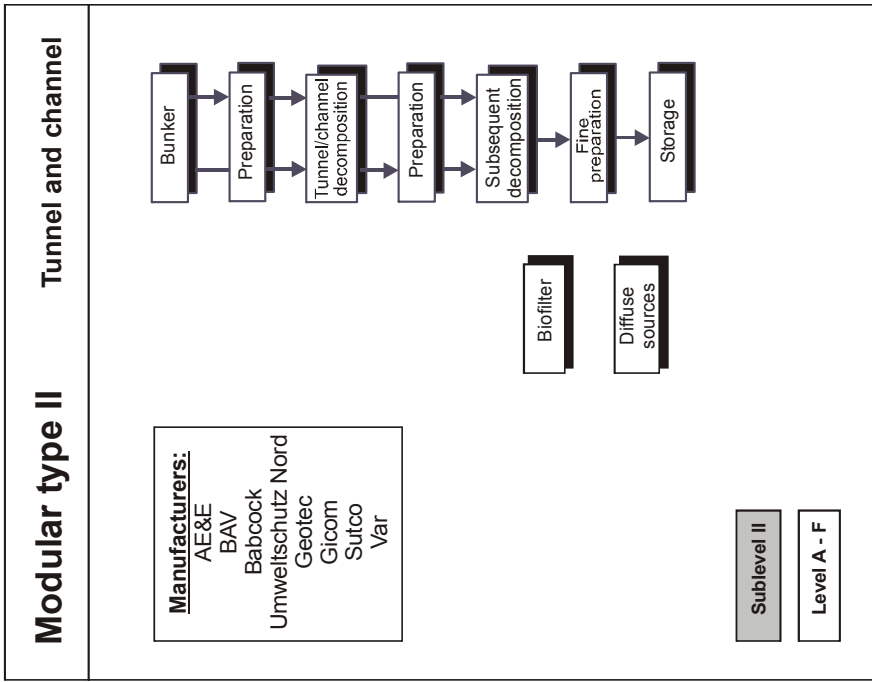 Modular type II
Tunnel and channel
Manufacturers:
AE&E
BAV
Babcock
Umweltschutz Nord
Geotec
Gicom
Sutco
Var
Bunker
Preparation
Tunnel/channel
decomposition
Preparation
Subsequent
decomposition
Fine
preparation
Storage
Biofilter
Diffuse
sources
Sublevel II
Level A - F